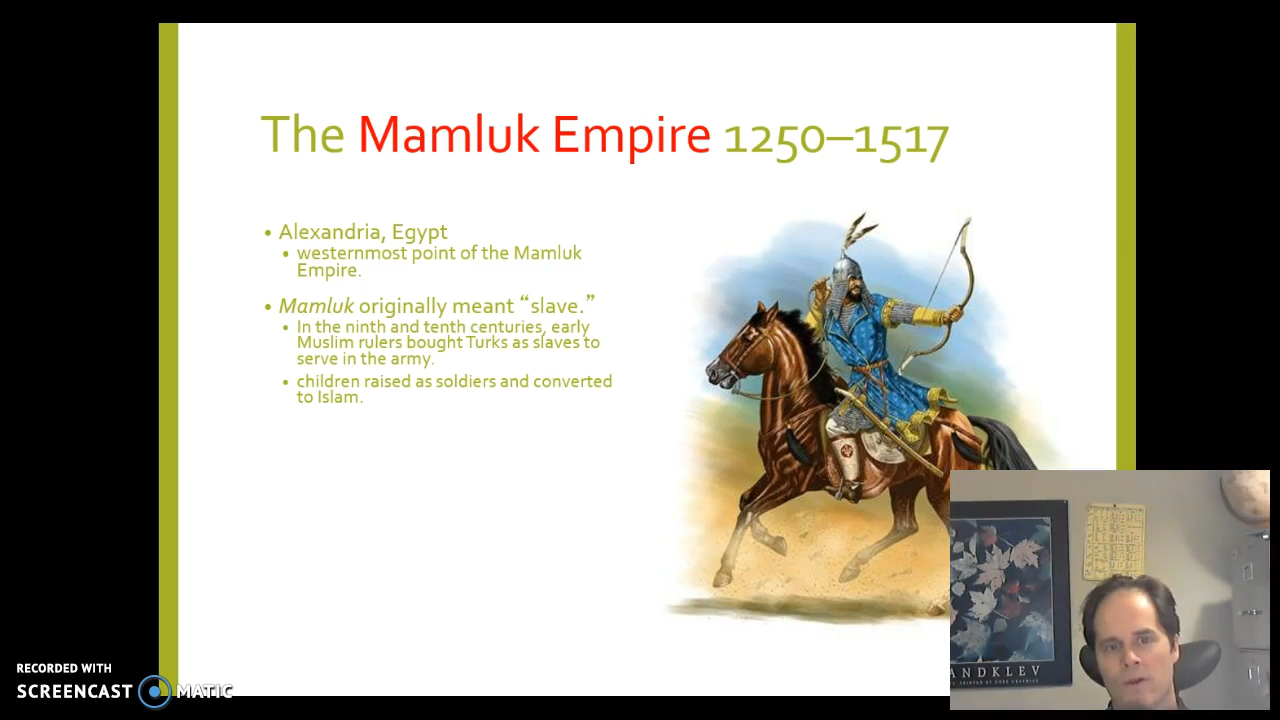 The Mamluk Empire 1250–1517
• Alexandria, Egypt
• westernmost point of the Mamluk
Empire.
• Mamluk originally meant “slave.”
• In the ninth and tenth centuries, early
Muslim rulers bought Turks as slaves to
serve in the army.
• children raised as soldiers and converted
to Islam.
ANDKLEV
RECORDED WITH
SCREENCAST MATIC